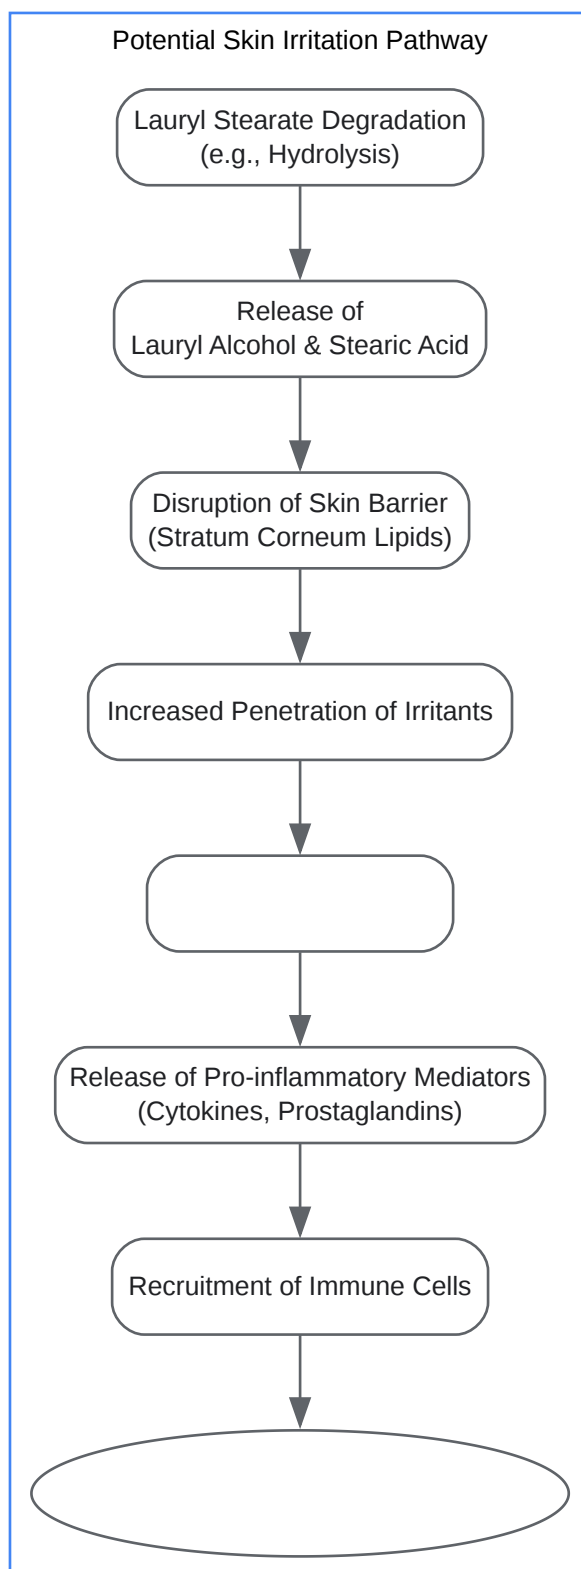 Potential Skin Irritation Pathway
Lauryl Stearate Degradation
(e.g., Hydrolysis)
Release of
Lauryl Alcohol & Stearic Acid
Disruption of Skin Barrier
(Stratum Corneum Lipids)
Increased Penetration of Irritants
Release of Pro-inflammatory Mediators
(Cytokines, Prostaglandins)
Recruitment of Immune Cells